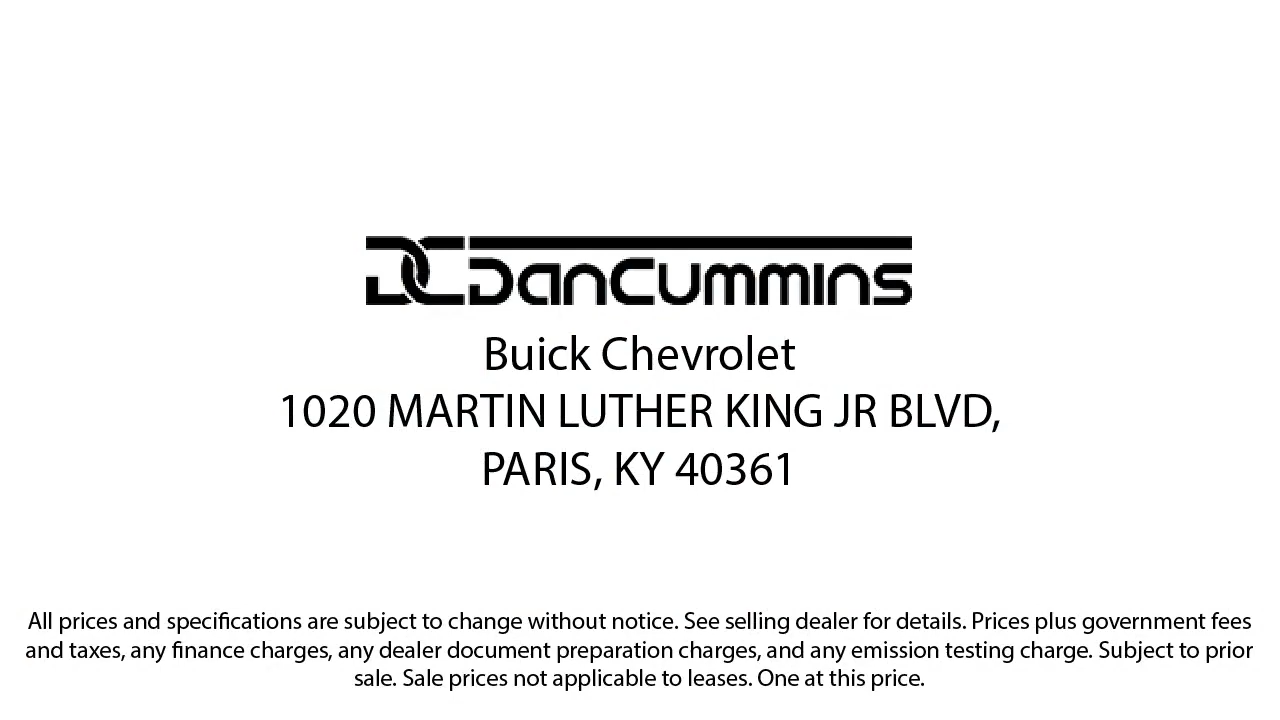 DC DanCummins
Buick Chevrolet
1020 MARTIN LUTHER KING JR BLVD,
PARIS, KY 40361
All prices and specifications are subject to change without notice. See selling dealer for details. Prices plus government fees
and taxes, any finance charges, any dealer document preparation charges, and any emission testing charge. Subject to prior
sale. Sale prices not applicable to leases. One at this price.